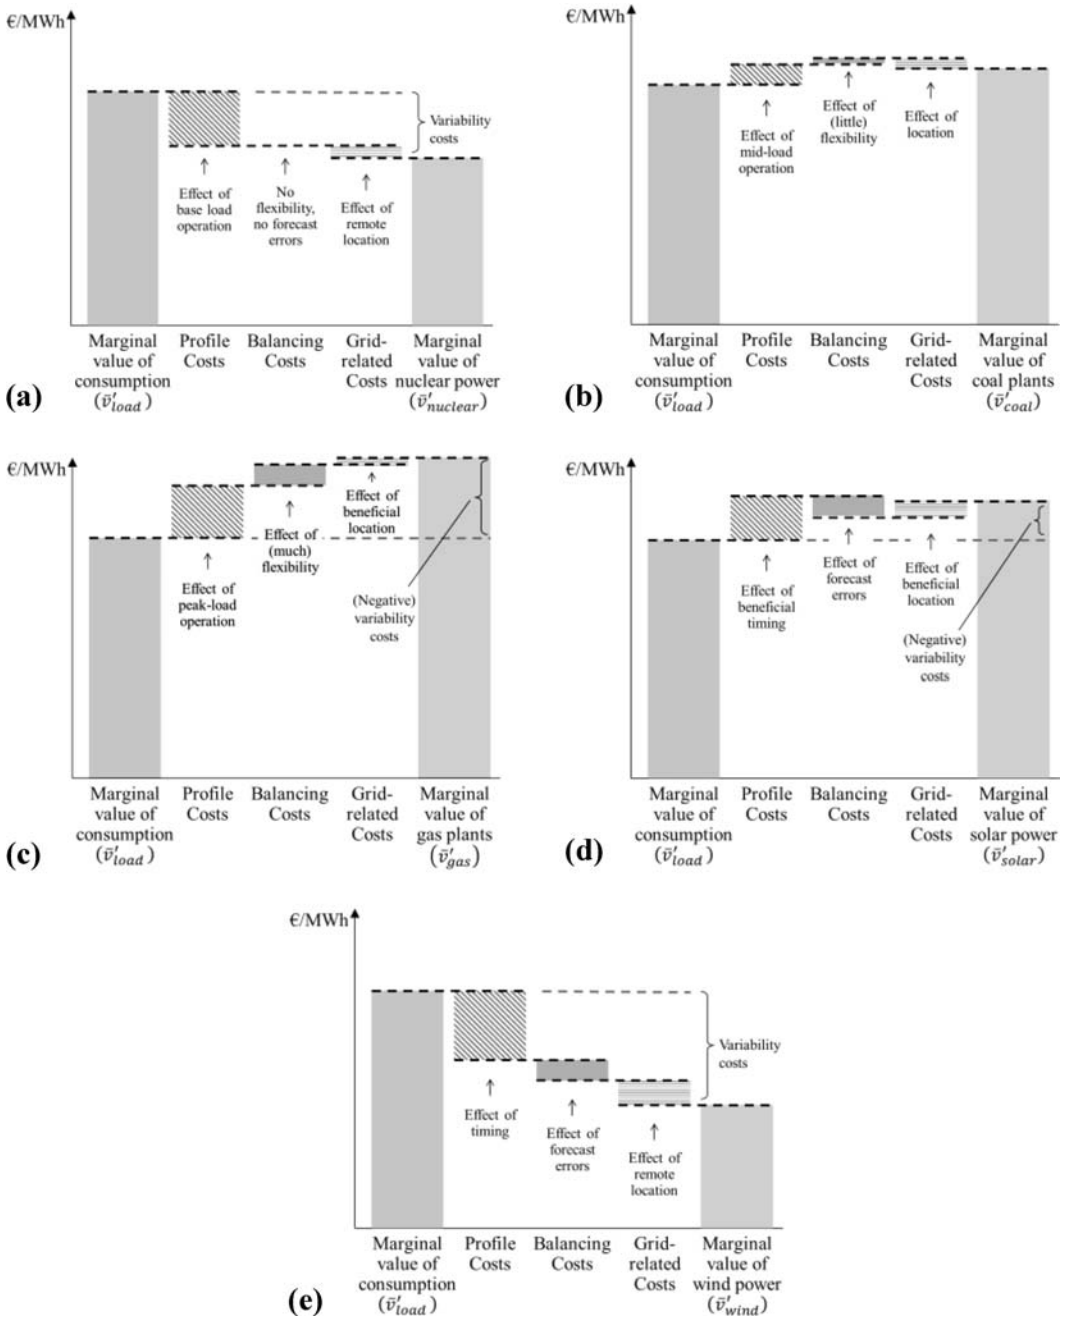 €/MWh
Variability
costs
Effect of
base load
operation
No
flexibility,
no forecast
errors
Effect of
remote
location
Marginal
value of
consumption
(v̄′load)
Profile
Costs
Balancing
Costs
Grid-
related
Costs
Marginal
value of
nuclear power
(v̄′nuclear)
(a)
€/MWh
Effect of
mid-load
operation
Effect of
(little)
flexibility
Effect of
location
Marginal
value of
consumption
(v̄′load)
Profile
Costs
Balancing
Costs
Grid-
related
Costs
Marginal
value of
coal plants
(v̄′coal)
(b)
€/MWh
Effect of
peak-load
operation
Effect of
(much)
flexibility
Effect of
beneficial
location
(Negative)
variability
costs
Marginal
value of
consumption
(v̄′load)
Profile
Costs
Balancing
Costs
Grid-
related
Costs
Marginal
value of
gas plants
(v̄′gas)
(c)
€/MWh
Effect of
beneficial
timing
Effect of
forecast
errors
Effect of
beneficial
location
(Negative)
variability
costs
Marginal
value of
consumption
(v̄′load)
Profile
Costs
Balancing
Costs
Grid-
related
Costs
Marginal
value of
solar power
(v̄′solar)
(d)
€/MWh
Variability
costs
Effect of
timing
Effect of
forecast
errors
Effect of
remote
location
Marginal
value of
consumption
(v̄′load)
Profile
Costs
Balancing
Costs
Grid-
related
Costs
Marginal
value of
wind power
(v̄′wind)
(e)